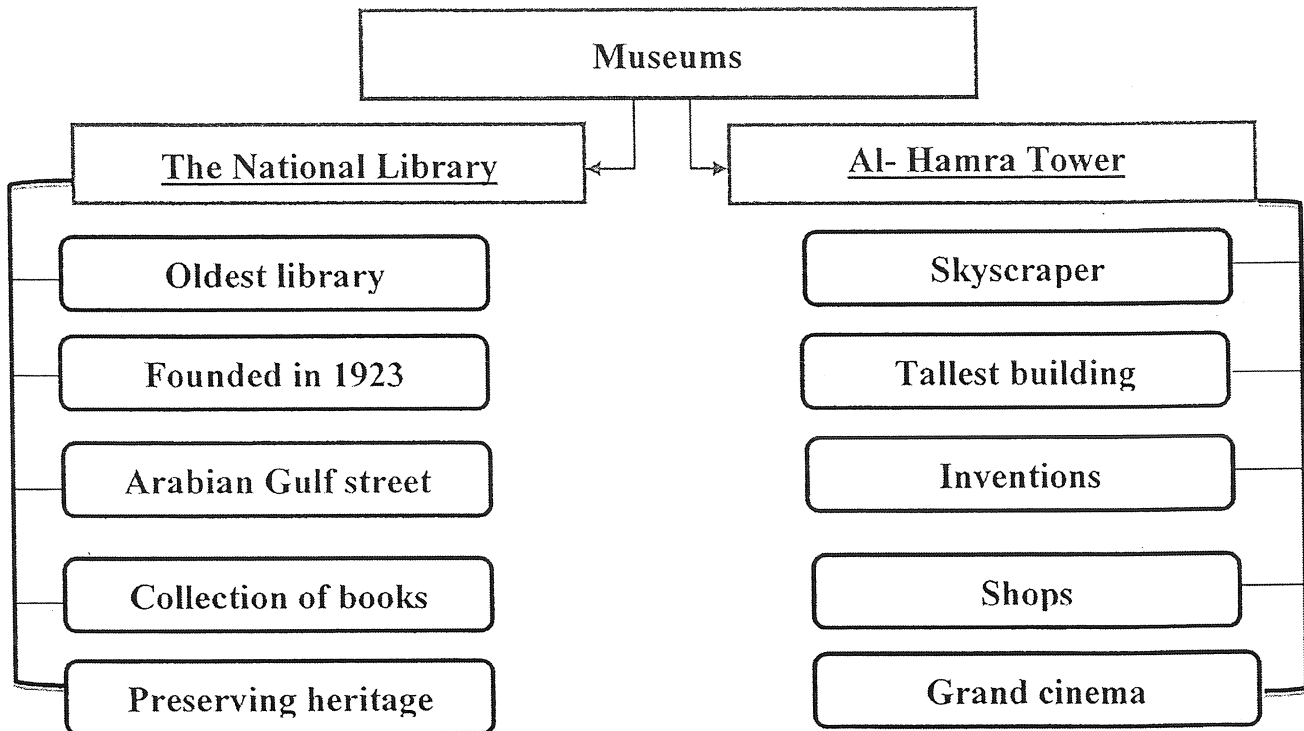 Museums
The National Library
Al- Hamra Tower
Oldest library
Founded in 1923
Arabian Gulf street
Collection of books
Preserving heritage
Skyscraper
Tallest building
Inventions
Shops
Grand cinema